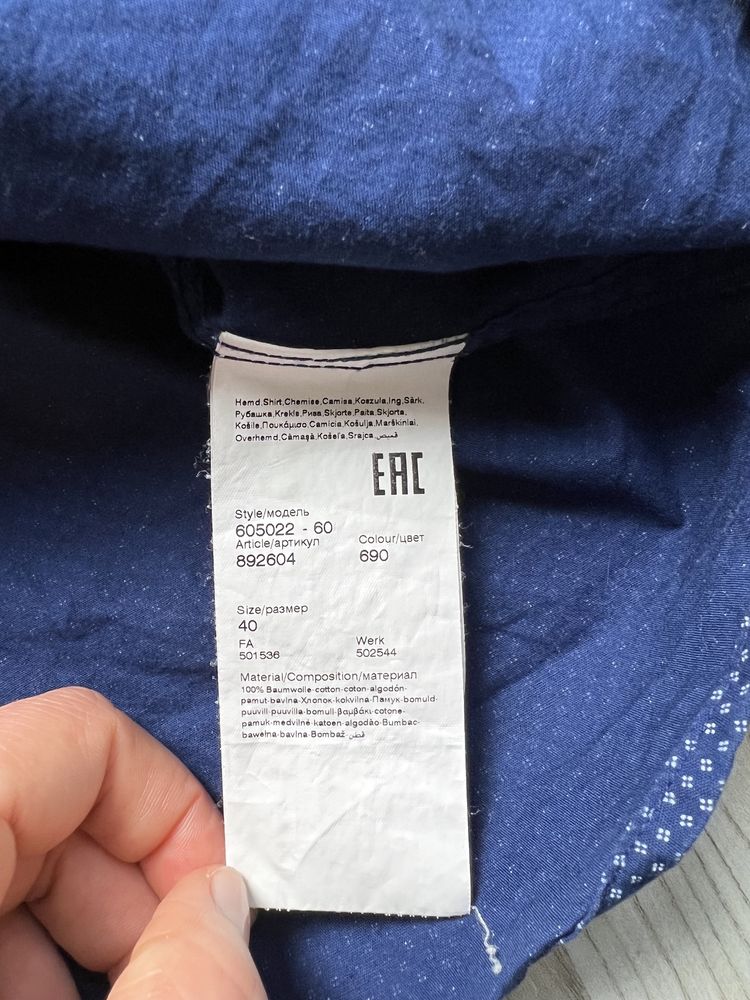 Hemd,Shirt,Chemise,Camisa,Koszula,Ing,Sárk,
Рубашка,Krekls,Риза,Skjorte,Paita,Skjorta,
Košile,Πουκάμισο,Camicia,Košulja,Marškiniai,
Overhemd,Cămaşă,Košeľa,Srajca,قميص
EAC
Style/модель
605022 - 60
Article/артикул
Colour/цвет
892604
690
Size/размер
40
FA
Werk
501536
502544
Material/Composition/материал
100% Baumwolle-cotton-coton-algodón-
pamut-bavlna-Хлопок-kokvilna-Памук-bomuld-
puuvill-puuvilla-bomull-βαμβάκι-cotone-
pamuk-medvilnė-katoen-algodão-Bumbac-
bawełna-bavlna-Bombaž-قطن